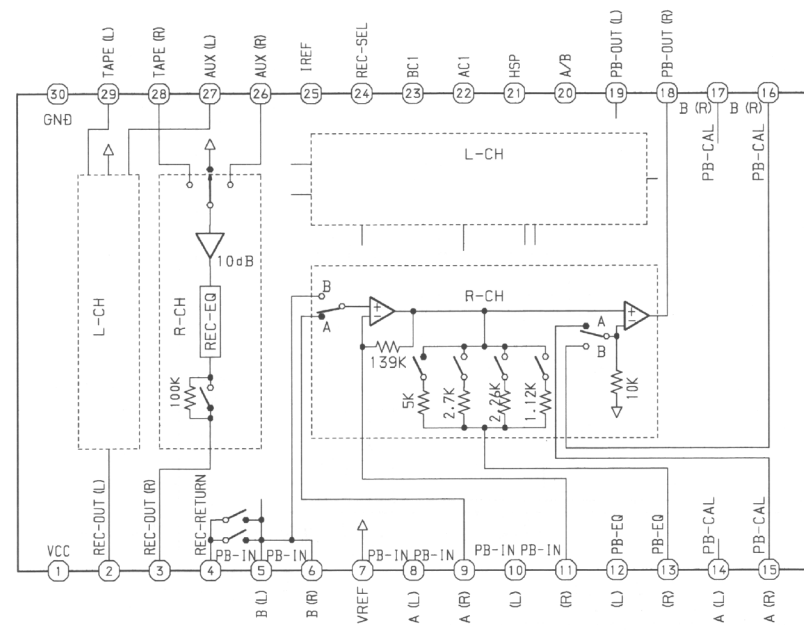 TAPE (L)
TAPE (R)
AUX (L)
AUX (R)
IREF
REC-SEL
BC1
AC1
HSP
A/B
PB-OUT (L)
PB-OUT (R)
B (R)
PB-CAL
B (R)
PB-CAL
30
29
28
27
26
25
24
23
22
21
20
19
18
17
16
GND
L-CH
10dB
R-CH
REC-EQ
100K
L-CH
R-CH
B
A
139K
5K
2.7K
2.26K
1.12K
A
B
10K
VCC
REC-OUT (L)
REC-OUT (R)
REC-RETURN
PB-IN
PB-IN
PB-IN
PB-IN
PB-IN
PB-IN
PB-EQ
PB-EQ
PB-CAL
PB-CAL
1
2
3
4
5
6
7
8
9
10
11
12
13
14
15
B (L)
B (R)
VREF
A (L)
A (R)
(L)
(R)
(L)
(R)
A (L)
A (R)